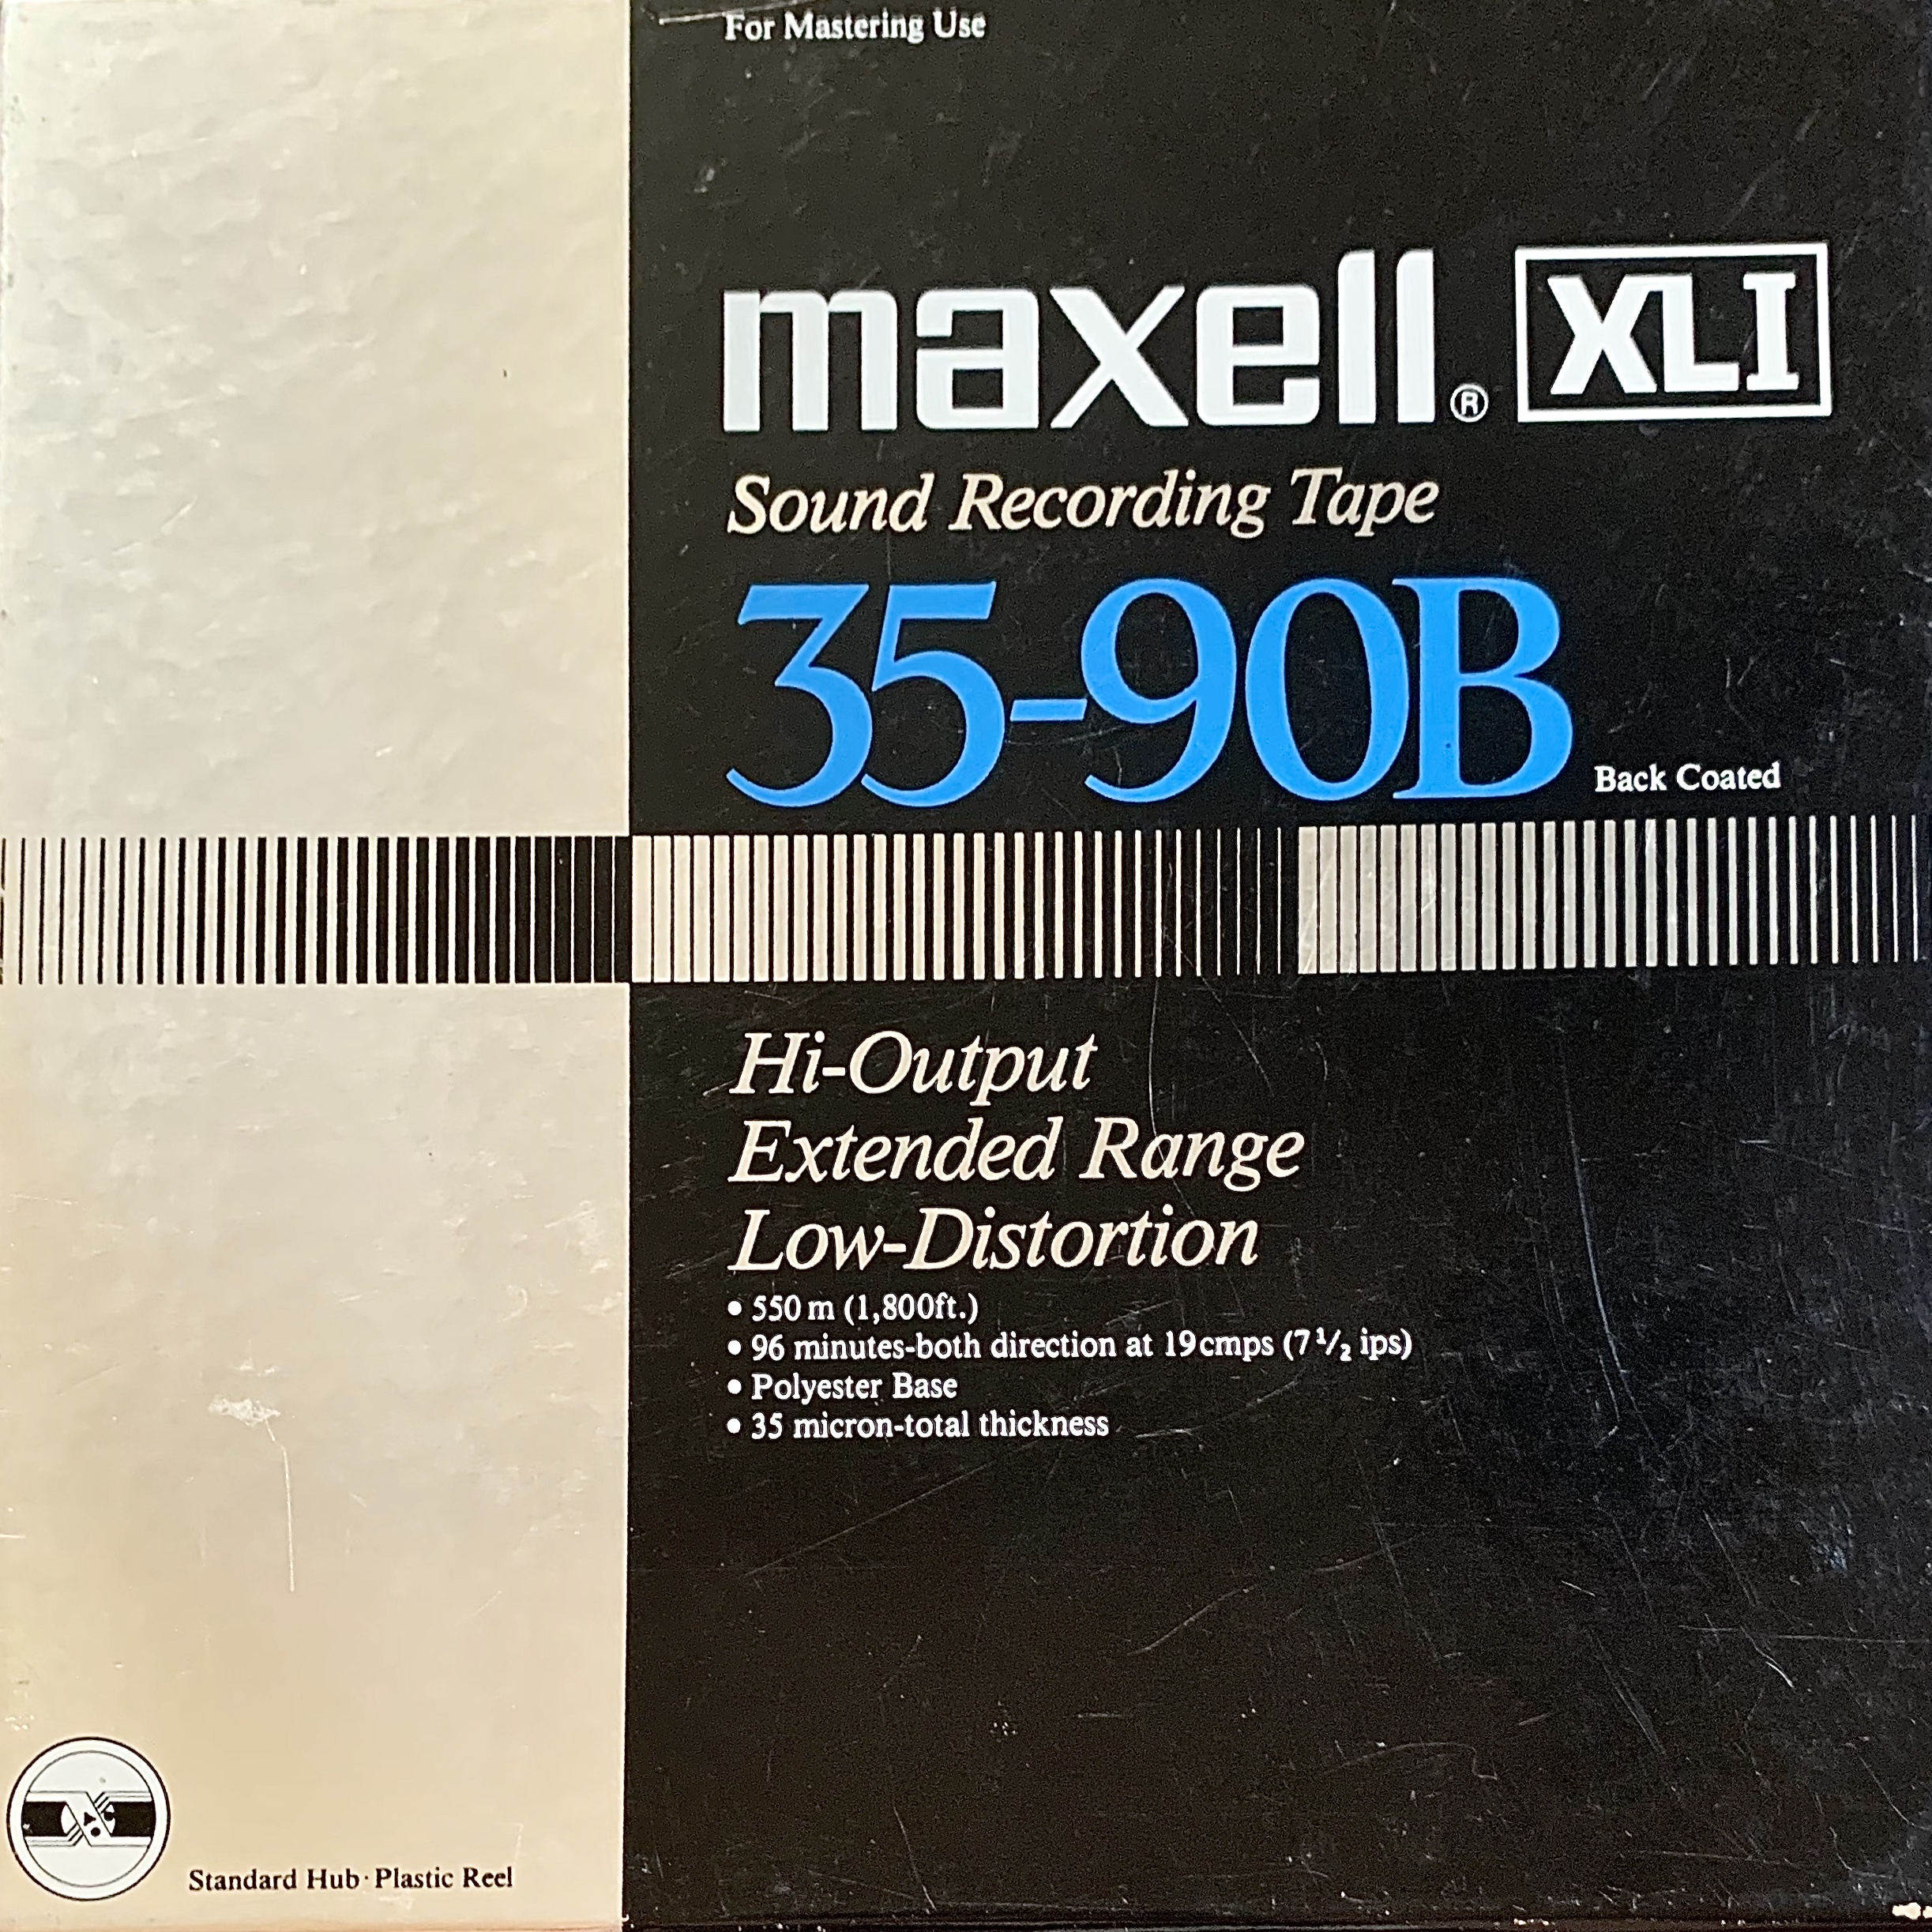 For Mastering Use
maxell® XLI
Sound Recording Tape
35-90B Back Coated
Hi-Output
Extended Range
Low-Distortion
• 550 m (1,800ft.)
• 96 minutes-both direction at 19cmps (7 1/2 ips)
• Polyester Base
• 35 micron-total thickness
Standard Hub · Plastic Reel